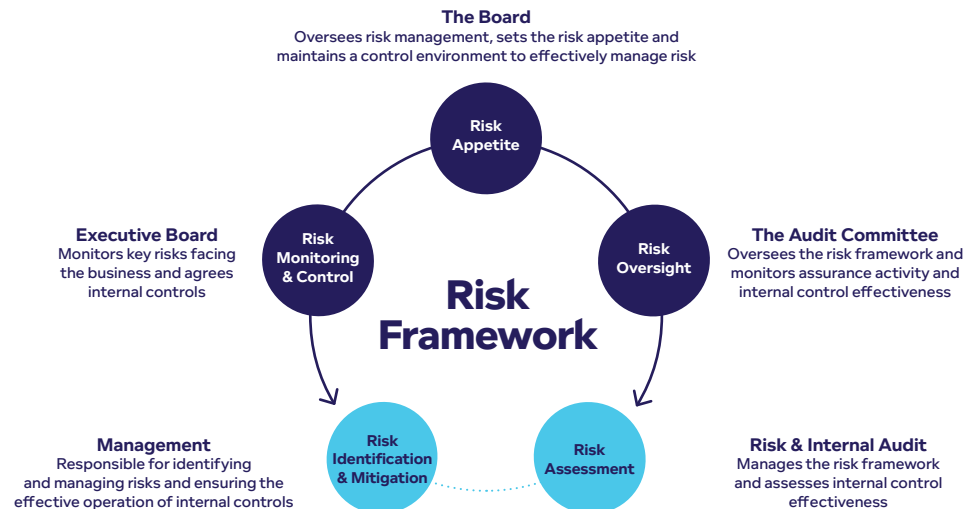 The Board
Oversees risk management, sets the risk appetite and
maintains a control environment to effectively manage risk
Risk
Appetite
Executive Board
Monitors key risks facing
the business and agrees
internal controls
Risk
Monitoring
& Control
Risk
Oversight
The Audit Committee
Oversees the risk framework and
monitors assurance activity and
internal control effectiveness
Risk
Framework
Management
Responsible for identifying
and managing risks and ensuring the
effective operation of internal controls
Risk
Identification
& Mitigation
Risk
Assessment
Risk & Internal Audit
Manages the risk framework
and assesses internal control
effectiveness